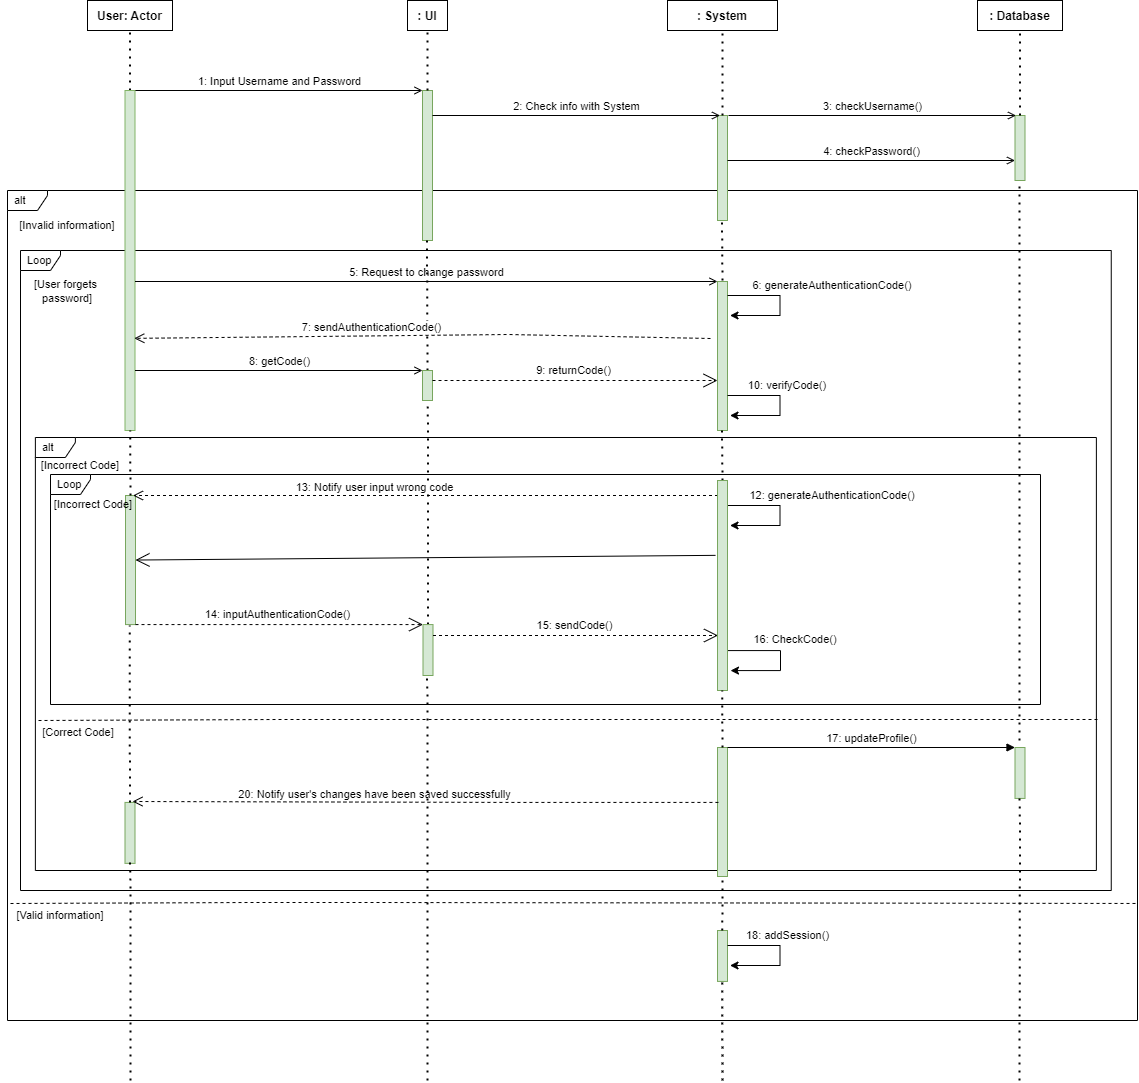 User: Actor
: UI
: System
: Database
1: Input Username and Password
2: Check info with System
3: checkUsername()
4: checkPassword()
alt
[Invalid information]
Loop
[User forgets
password]
5: Request to change password
6: generateAuthenticationCode()
7: sendAuthenticationCode()
8: getCode()
9: returnCode()
10: verifyCode()
alt
[Incorrect Code]
Loop
[Incorrect Code]
13: Notify user input wrong code
12: generateAuthenticationCode()
14: inputAuthenticationCode()
15: sendCode()
16: CheckCode()
[Correct Code]
17: updateProfile()
20: Notify user's changes have been saved successfully
[Valid information]
18: addSession()